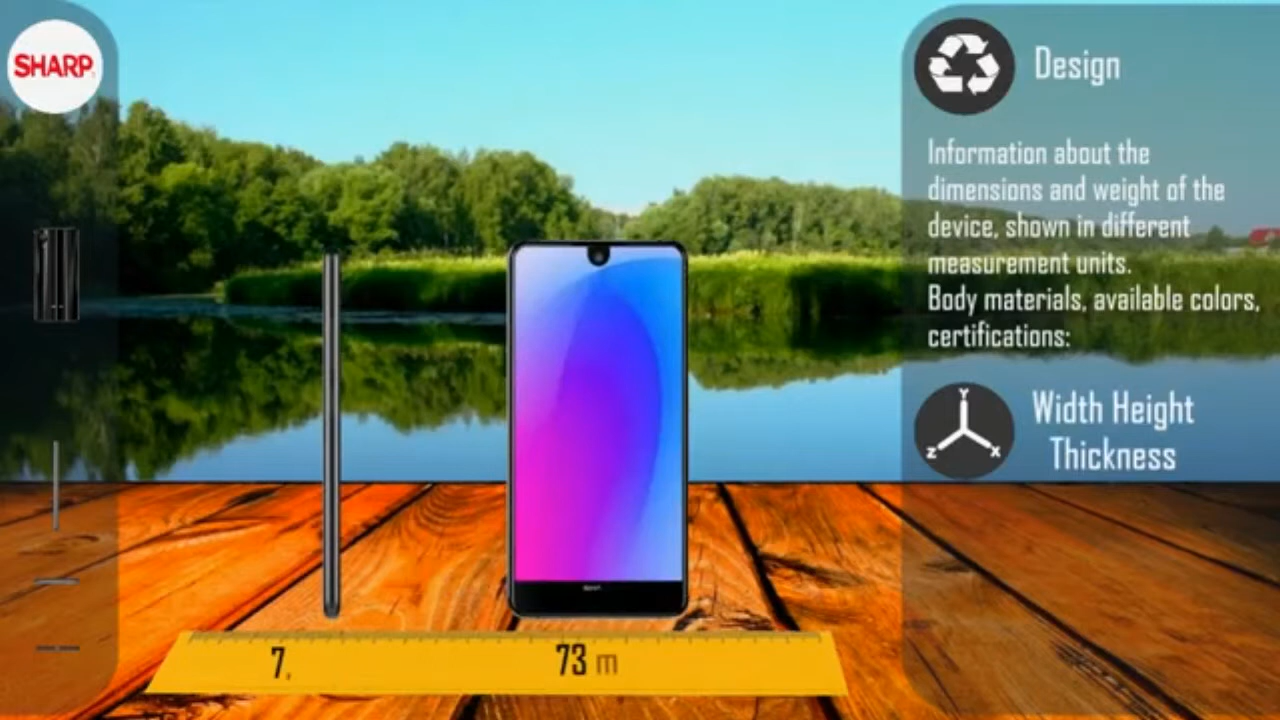 SHARP
Design
Information about the
dimensions and weight of the
device, shown in different
measurement units.
Body materials, available colors,
certifications:
Width Height
Thickness
Y
Z X
7,
73 m